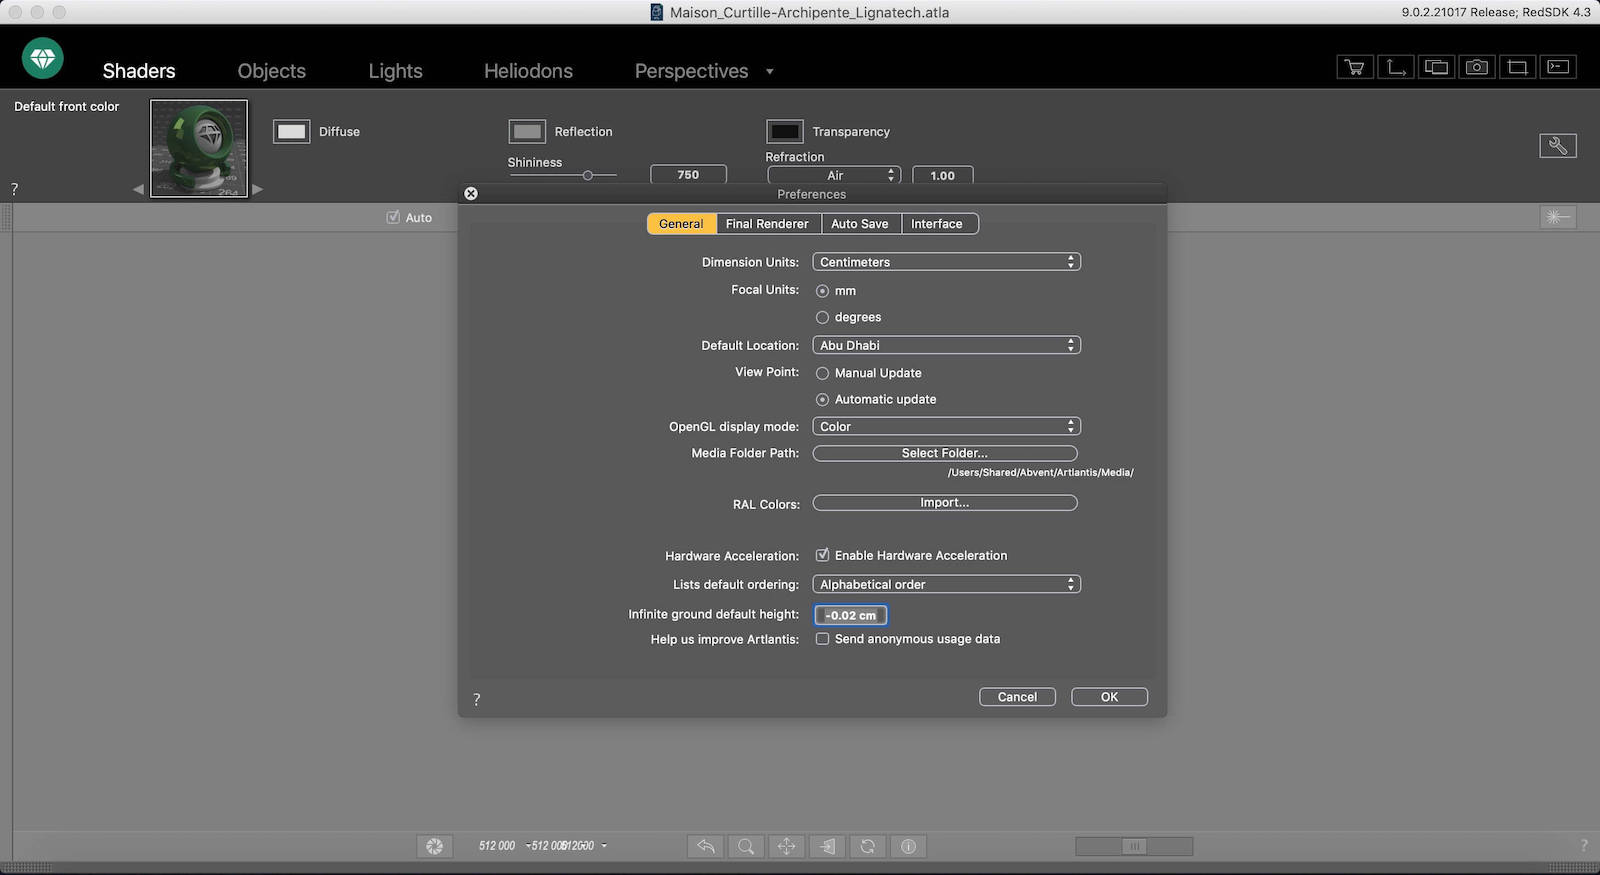 Maison_Curtille-Archipente_Lignatech.atla
9.0.2.21017 Release; RedSDK 4.3
Shaders
Objects
Lights
Heliodons
Perspectives
Default front color
Diffuse
Reflection
Transparency
Shininess
750
Refraction
Air
1.00
?
Auto
Preferences
General
Final Renderer
Auto Save
Interface
Dimension Units: Centimeters
Focal Units: mm
degrees
Default Location: Abu Dhabi
View Point: Manual Update
Automatic update
OpenGL display mode: Color
Media Folder Path: Select Folder...
/Users/Shared/Abvent/Artlantis/Media/
RAL Colors: Import...
Hardware Acceleration: Enable Hardware Acceleration
Lists default ordering: Alphabetical order
Infinite ground default height: -0.02 cm
Help us improve Artlantis: Send anonymous usage data
?
Cancel
OK
512 000
?